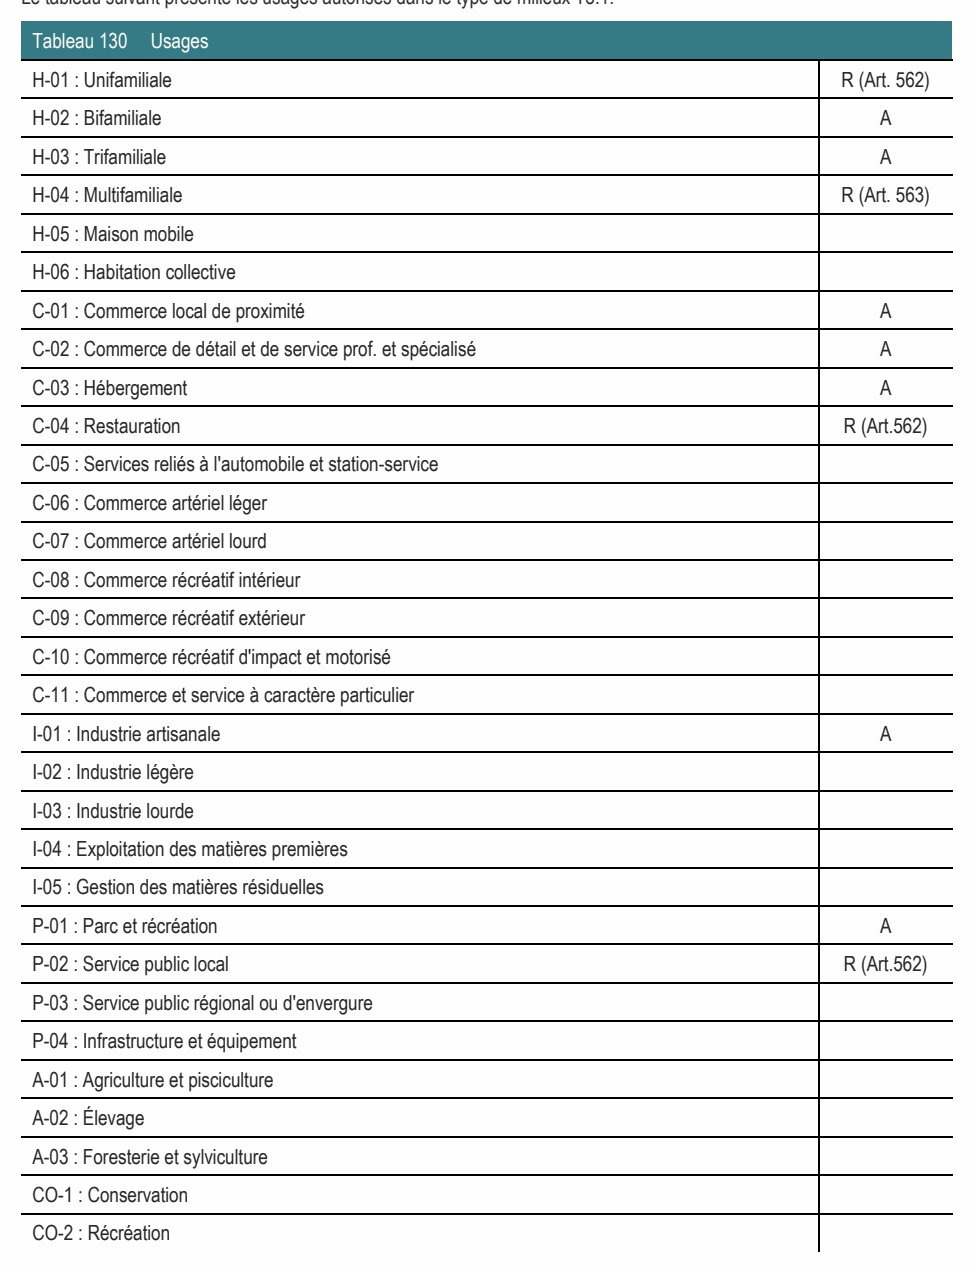 Le tableau suivant présente les usages autorisés dans le type de milieux T3.1.
Tableau 130 Usages
H-01 : Unifamiliale R (Art. 562)
H-02 : Bifamiliale A
H-03 : Trifamiliale A
H-04 : Multifamiliale R (Art. 563)
H-05 : Maison mobile
H-06 : Habitation collective
C-01 : Commerce local de proximité A
C-02 : Commerce de détail et de service prof. et spécialisé A
C-03 : Hébergement A
C-04 : Restauration R (Art.562)
C-05 : Services reliés à l'automobile et station-service
C-06 : Commerce artériel léger
C-07 : Commerce artériel lourd
C-08 : Commerce récréatif intérieur
C-09 : Commerce récréatif extérieur
C-10 : Commerce récréatif d'impact et motorisé
C-11 : Commerce et service à caractère particulier
I-01 : Industrie artisanale A
I-02 : Industrie légère
I-03 : Industrie lourde
I-04 : Exploitation des matières premières
I-05 : Gestion des matières résiduelles
P-01 : Parc et récréation A
P-02 : Service public local R (Art.562)
P-03 : Service public régional ou d'envergure
P-04 : Infrastructure et équipement
A-01 : Agriculture et pisciculture
A-02 : Élevage
A-03 : Foresterie et sylviculture
CO-1 : Conservation
CO-2 : Récréation